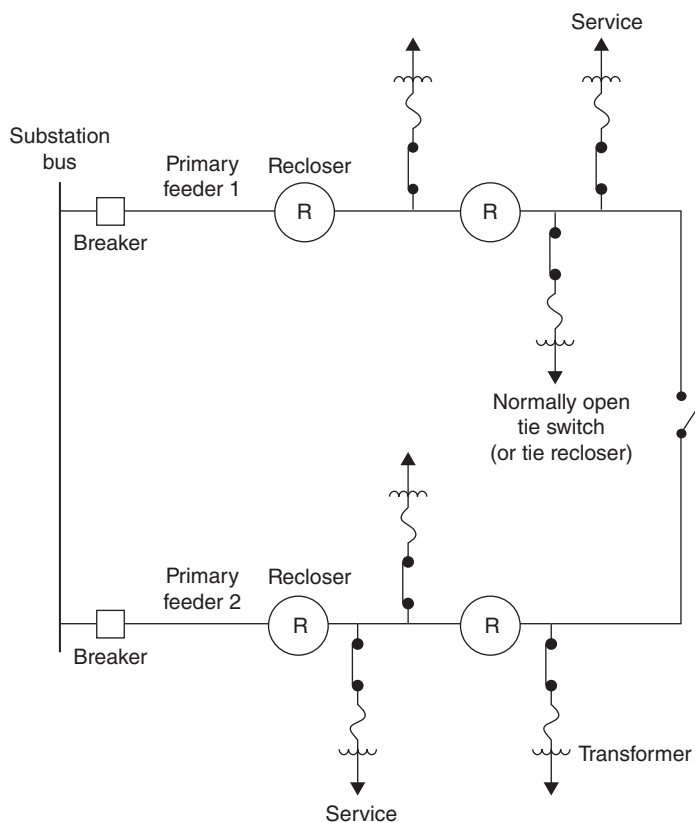 Service
Substation
bus
Primary
feeder 1
Recloser
R
R
Breaker
Normally open
tie switch
(or tie recloser)
Primary
feeder 2
Recloser
R
R
Breaker
Transformer
Service